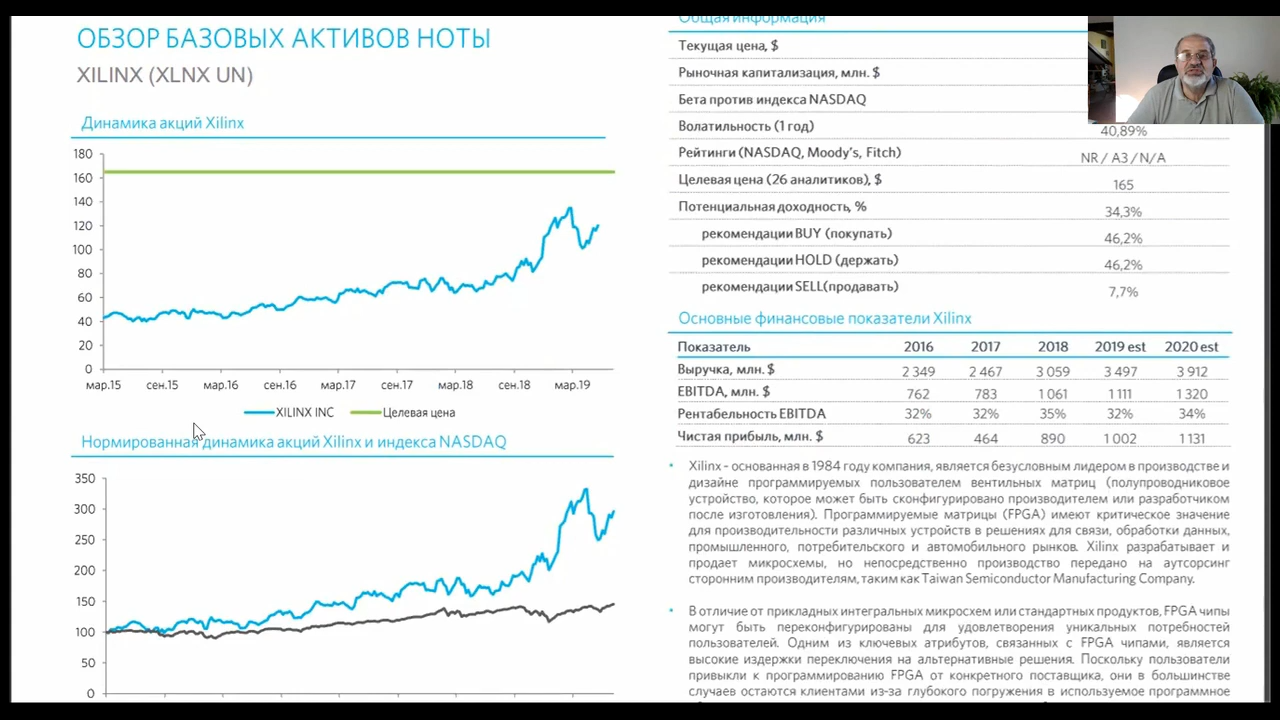 ОБЗОР БАЗОВЫХ АКТИВОВ НОТЫ
XILINX (XLNX UN)
Динамика акций Xilinx
180
160
140
120
100
80
60
40
20
0
мар.15 сен.15 мар.16 сен.16 мар.17 сен.17 мар.18 сен.18 мар.19
XILINX INC Целевая цена
Нормированная динамика акций Xilinx и индекса NASDAQ
350
300
250
200
150
100
50
0
Общая информация
Текущая цена, $
Рыночная капитализация, млн. $
Бета против индекса NASDAQ
Волатильность (1 год) 40,89%
Рейтинги (NASDAQ, Moody's, Fitch) NR / A3 / N/A
Целевая цена (26 аналитиков), $ 165
Потенциальная доходность, % 34,3%
рекомендации BUY (покупать) 46,2%
рекомендации HOLD (держать) 46,2%
рекомендации SELL(продавать) 7,7%
Основные финансовые показатели Xilinx
Показатель 2016 2017 2018 2019 est 2020 est
Выручка, млн. $ 2 349 2 467 3 059 3 497 3 912
EBITDA, млн. $ 762 783 1 061 1 111 1 320
Рентабельность EBITDA 32% 32% 35% 32% 34%
Чистая прибыль, млн. $ 623 464 890 1 002 1 131
• Xilinx - основанная в 1984 году компания, является безусловным лидером в производстве и
дизайне программируемых пользователем вентильных матриц (полупроводниковое
устройство, которое может быть сконфигурировано производителем или разработчиком
после изготовления). Программируемые матрицы (FPGA) имеют критическое значение
для производительности различных устройств в решениях для связи, обработки данных,
промышленного, потребительского и автомобильного рынков. Xilinx разрабатывает и
продает микросхемы, но непосредственно производство передано на аутсорсинг
сторонним производителям, таким как Taiwan Semiconductor Manufacturing Company.
• В отличие от прикладных интегральных микросхем или стандартных продуктов, FPGA чипы
могут быть переконфигурированы для удовлетворения уникальных потребностей
пользователей. Одним из ключевых атрибутов, связанных с FPGA чипами, является
высокие издержки переключения на альтернативные решения. Поскольку пользователи
привыкли к программированию FPGA от конкретного поставщика, они в большинстве
случаев остаются клиентами из-за глубокого погружения в используемое программное